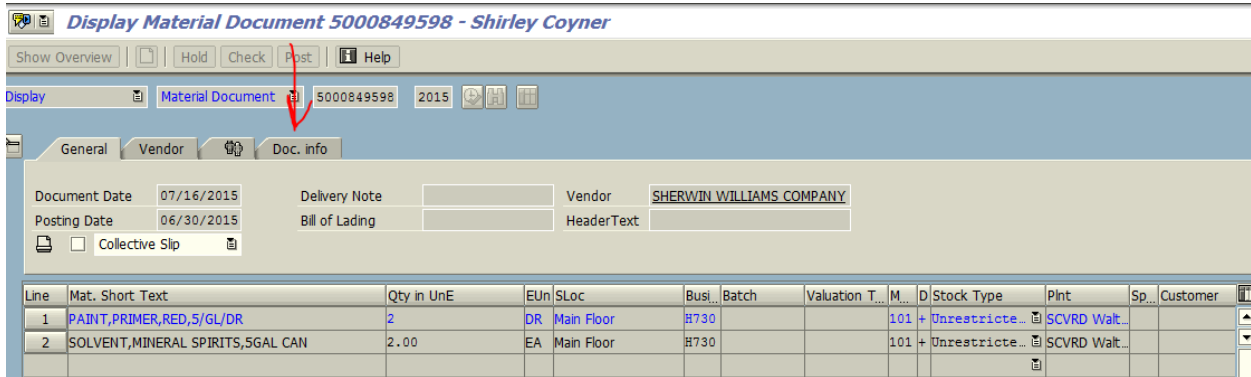 Display Material Document 5000849598 - Shirley Coyner
Show Overview Hold Check Post Help
Display Material Document 5000849598 2015
General Vendor Doc. info
Document Date 07/16/2015 Delivery Note Vendor SHERWIN WILLIAMS COMPANY
Posting Date 06/30/2015 Bill of Lading HeaderText
Collective Slip
Line Mat. Short Text Qty in UnE EUn SLoc Busi... Batch Valuation T... M... D Stock Type Plnt Sp... Customer
1 PAINT,PRIMER,RED,5/GL/DR 2 DR Main Floor H730 101 + Unrestricte... SCVRD Walt...
2 SOLVENT,MINERAL SPIRITS,5GAL CAN 2.00 EA Main Floor H730 101 + Unrestricte... SCVRD Walt...